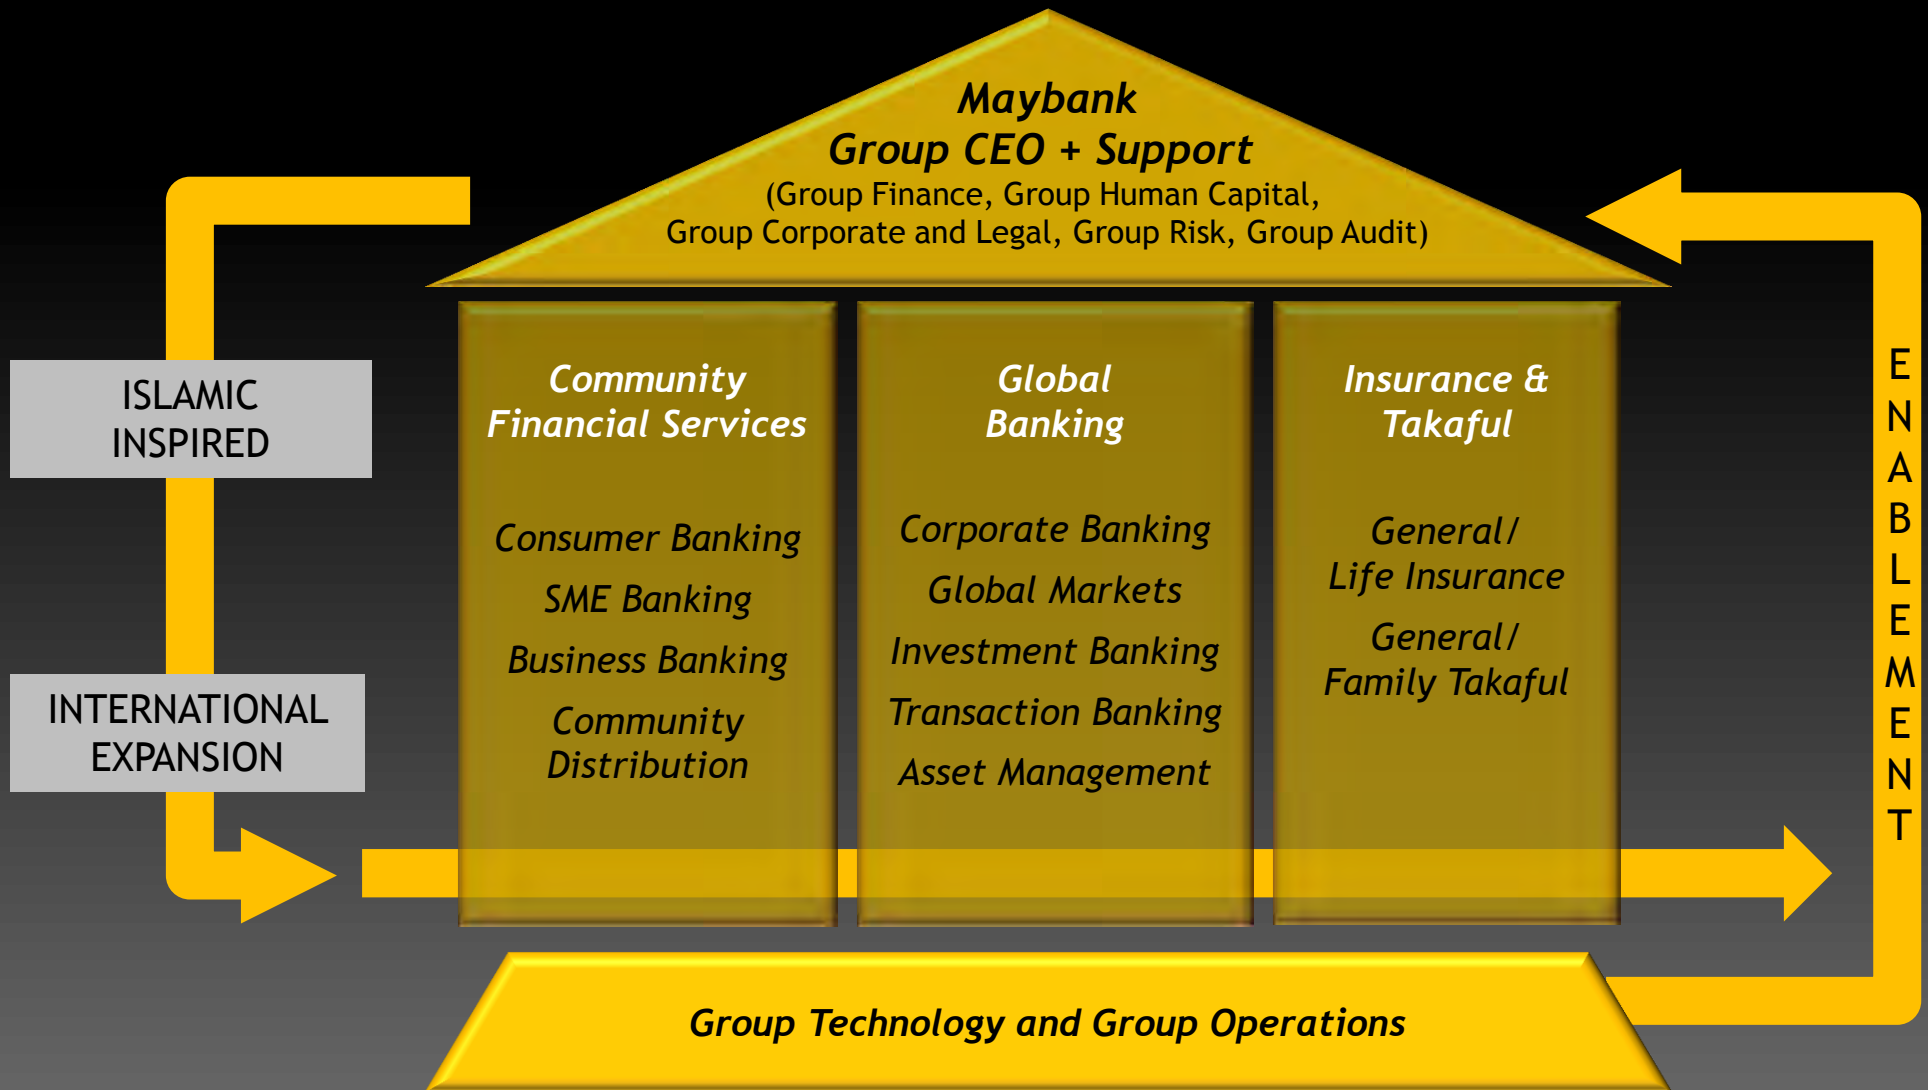 Maybank
Group CEO + Support
(Group Finance, Group Human Capital,
Group Corporate and Legal, Group Risk, Group Audit)
ISLAMIC
INSPIRED
INTERNATIONAL
EXPANSION
Community
Financial Services
Consumer Banking
SME Banking
Business Banking
Community
Distribution
Global
Banking
Corporate Banking
Global Markets
Investment Banking
Transaction Banking
Asset Management
Insurance &
Takaful
General/
Life Insurance
General/
Family Takaful
ENABLEMENT
Group Technology and Group Operations